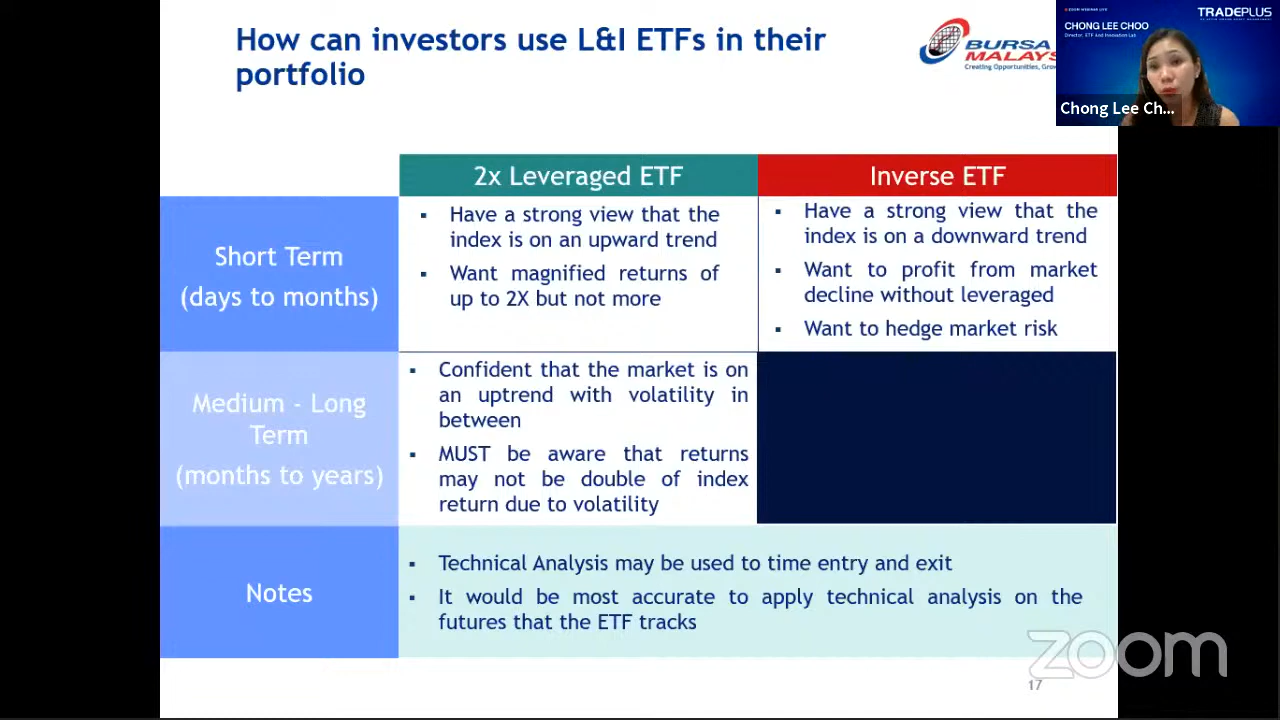 How can investors use L&I ETFs in their
portfolio
BURSA
MALAYS
Creating Opportunities, Grow
ZOOM WEBINAR LIVE
TRADEPLUS
CHONG LEE CHOO
Director, ETF And Innovation Lab
Chong Lee Ch...
2x Leveraged ETF
Inverse ETF
Short Term
(days to months)
▪ Have a strong view that the
index is on an upward trend
▪ Want magnified returns of
up to 2X but not more
▪ Have a strong view that the
index is on a downward trend
▪ Want to profit from market
decline without leveraged
▪ Want to hedge market risk
Medium - Long
Term
(months to years)
▪ Confident that the market is on
an uptrend with volatility in
between
▪ MUST be aware that returns
may not be double of index
return due to volatility
Notes
▪ Technical Analysis may be used to time entry and exit
▪ It would be most accurate to apply technical analysis on the
futures that the ETF tracks
zoom
17